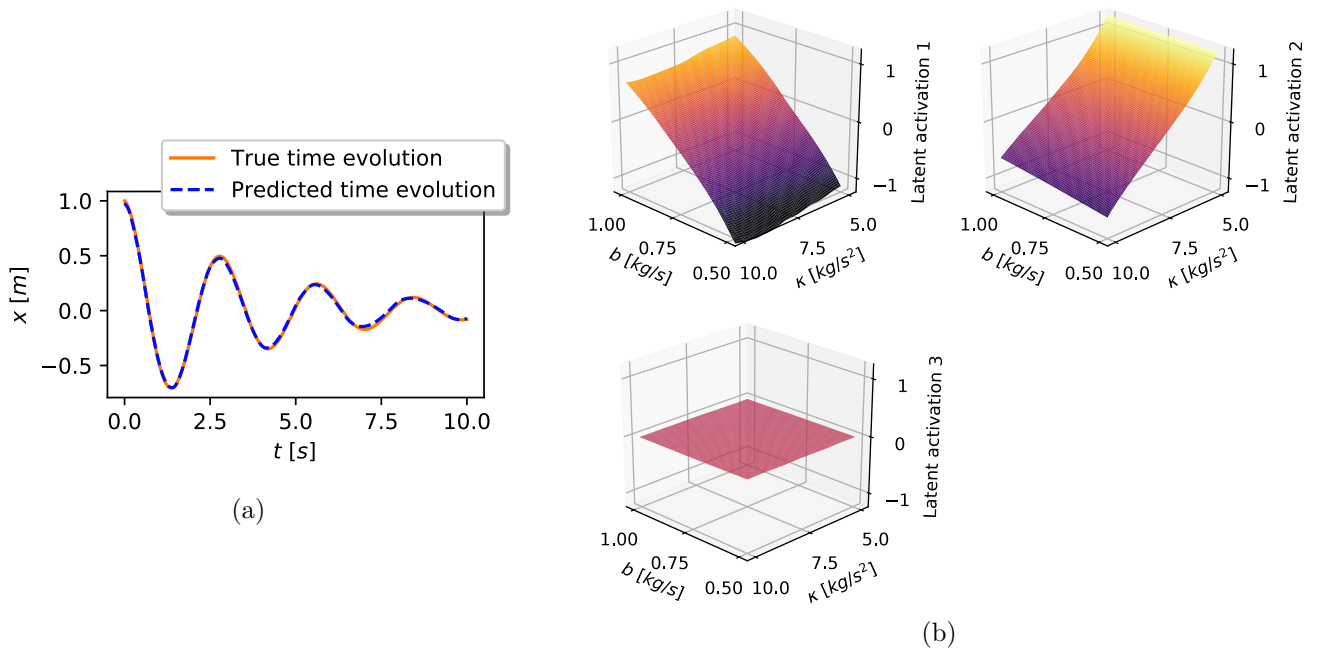 True time evolution
Predicted time evolution
1.0
0.5
0.0
−0.5
x [m]
0.0 2.5 5.0 7.5 10.0
t [s]
(a)
1
0
−1
Latent activation 1
1.00
0.75
0.50
b [kg/s]
10.0
7.5
5.0
κ [kg/s²]
1
0
−1
Latent activation 2
1.00
0.75
0.50
b [kg/s]
10.0
7.5
5.0
κ [kg/s²]
1
0
−1
Latent activation 3
1.00
0.75
0.50
b [kg/s]
10.0
7.5
5.0
κ [kg/s²]
(b)